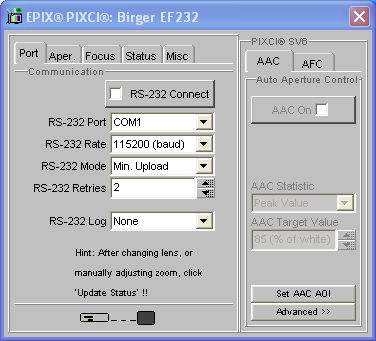 EPIX® PIXCI®: Birger EF232
Port Aper. Focus Status Misc
Communication
RS-232 Connect
RS-232 Port COM1
RS-232 Rate 115200 (baud)
RS-232 Mode Min. Upload
RS-232 Retries 2
RS-232 Log None
Hint: After changing lens, or
manually adjusting zoom, click
'Update Status' !!
PIXCI® SV6
AAC AFC
Auto Aperture Control
AAC On
AAC Statistic
Peak Value
AAC Target Value
85 (% of white)
Set AAC AOI
Advanced >>